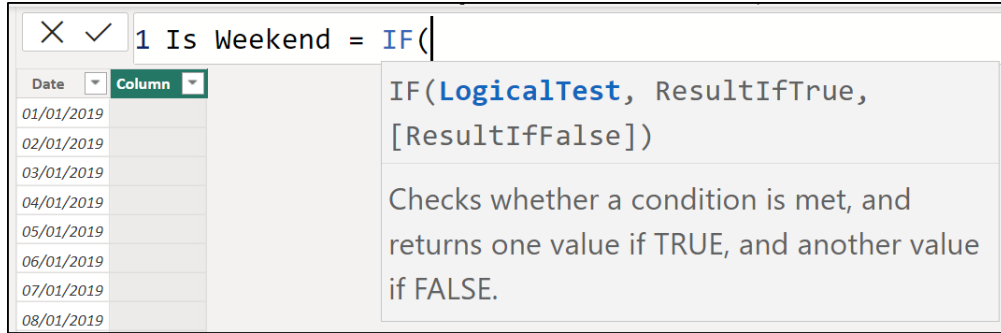 1 Is Weekend = IF(
IF(LogicalTest, ResultIfTrue,
[ResultIfFalse])
Checks whether a condition is met, and
returns one value if TRUE, and another value
if FALSE.
Date Column
01/01/2019
02/01/2019
03/01/2019
04/01/2019
05/01/2019
06/01/2019
07/01/2019
08/01/2019